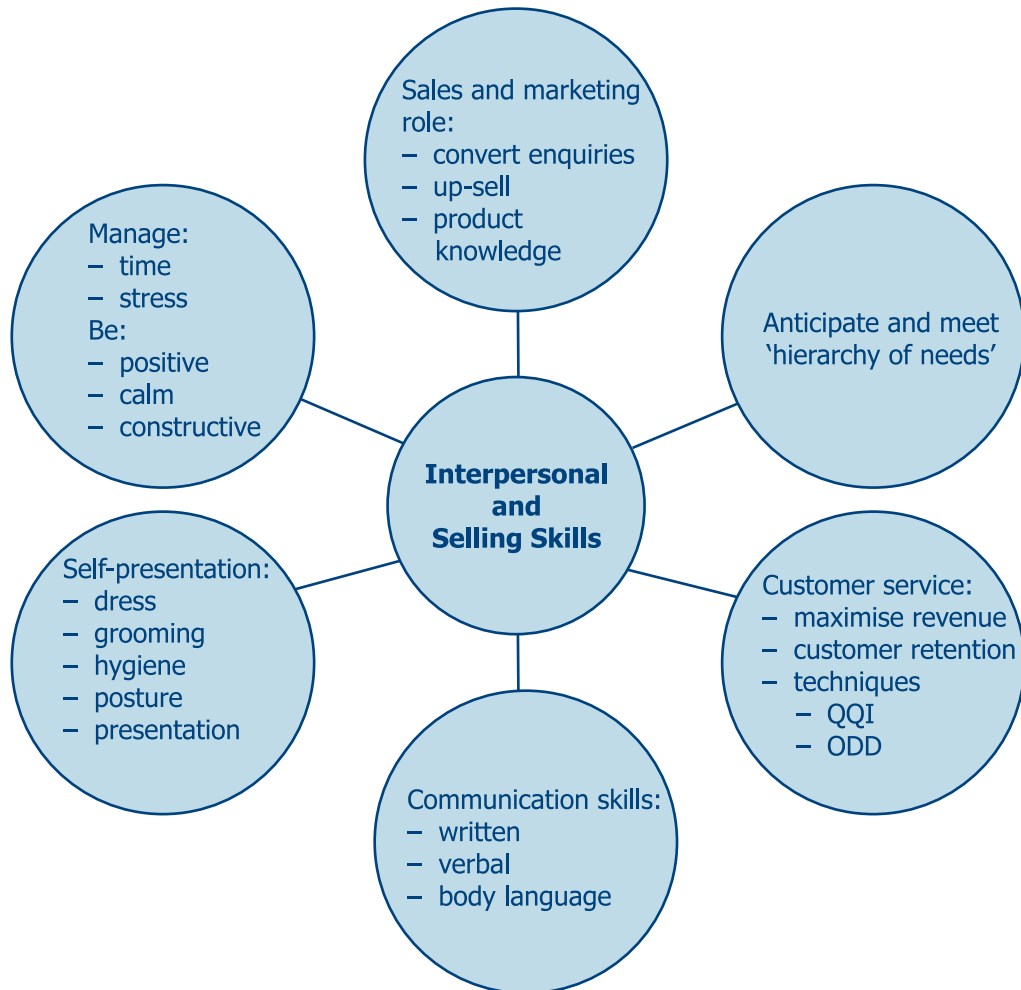 Sales and marketing
role:
– convert enquiries
– up-sell
– product
knowledge
Manage:
– time
– stress
Be:
– positive
– calm
– constructive
Anticipate and meet
‘hierarchy of needs’
Interpersonal
and
Selling Skills
Self-presentation:
– dress
– grooming
– hygiene
– posture
– presentation
Customer service:
– maximise revenue
– customer retention
– techniques
– QQI
– ODD
Communication skills:
– written
– verbal
– body language